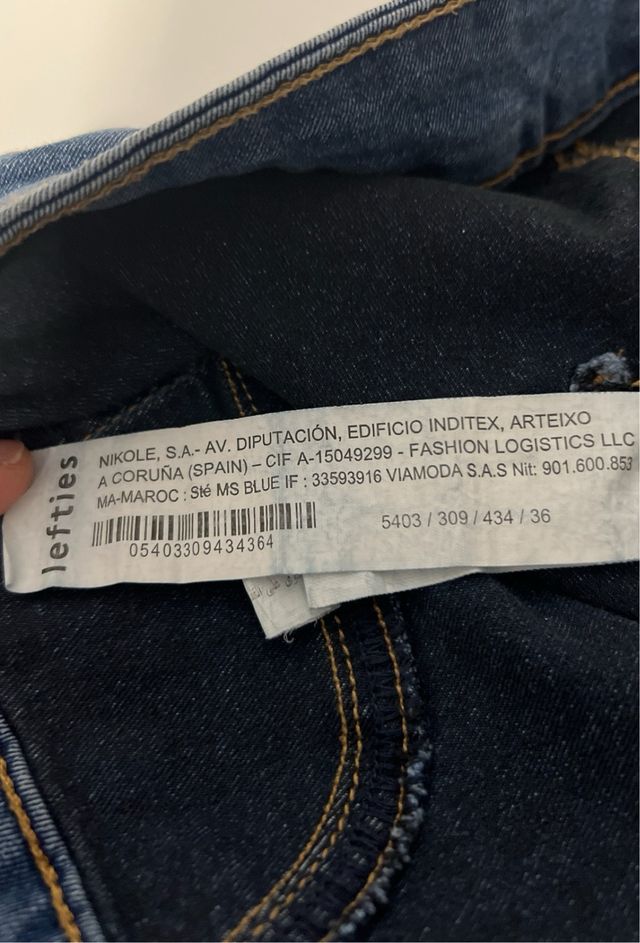 lefties
NIKOLE, S.A.- AV. DIPUTACIÓN, EDIFICIO INDITEX, ARTEIXO
A CORUÑA (SPAIN) – CIF A-15049299 - FASHION LOGISTICS LLC
MA-MAROC : Sté MS BLUE IF : 33593916 VIAMODA S.A.S Nit: 901.600.853
5403 / 309 / 434 / 36
05403309434364